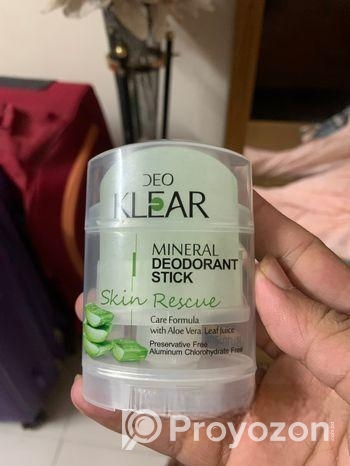 DEO
KLEAR
MINERAL
DEODORANT
STICK
Skin Rescue
Care Formula
with Aloe Vera Leaf Juice
Preservative Free
Aluminum Chlorohydrate Free
Proyozon